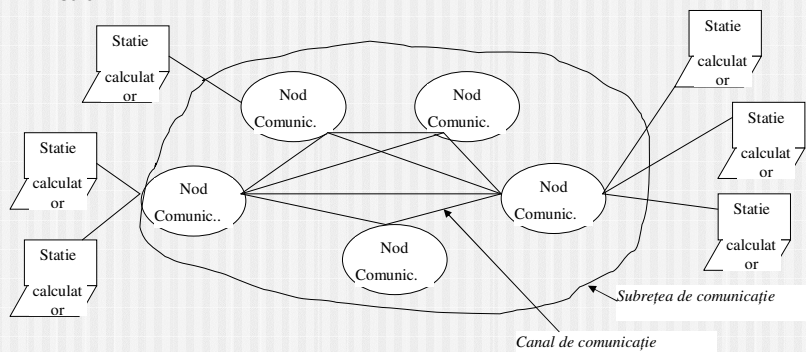 Statie
calculat
or
Statie
calculat
or
Statie
calculat
or
Nod
Comunic.
Nod
Comunic.
Nod
Comunic..
Nod
Comunic.
Nod
Comunic.
Statie
calculat
or
Statie
calculat
or
Statie
calculat
or
Subrețea de comunicație
Canal de comunicație